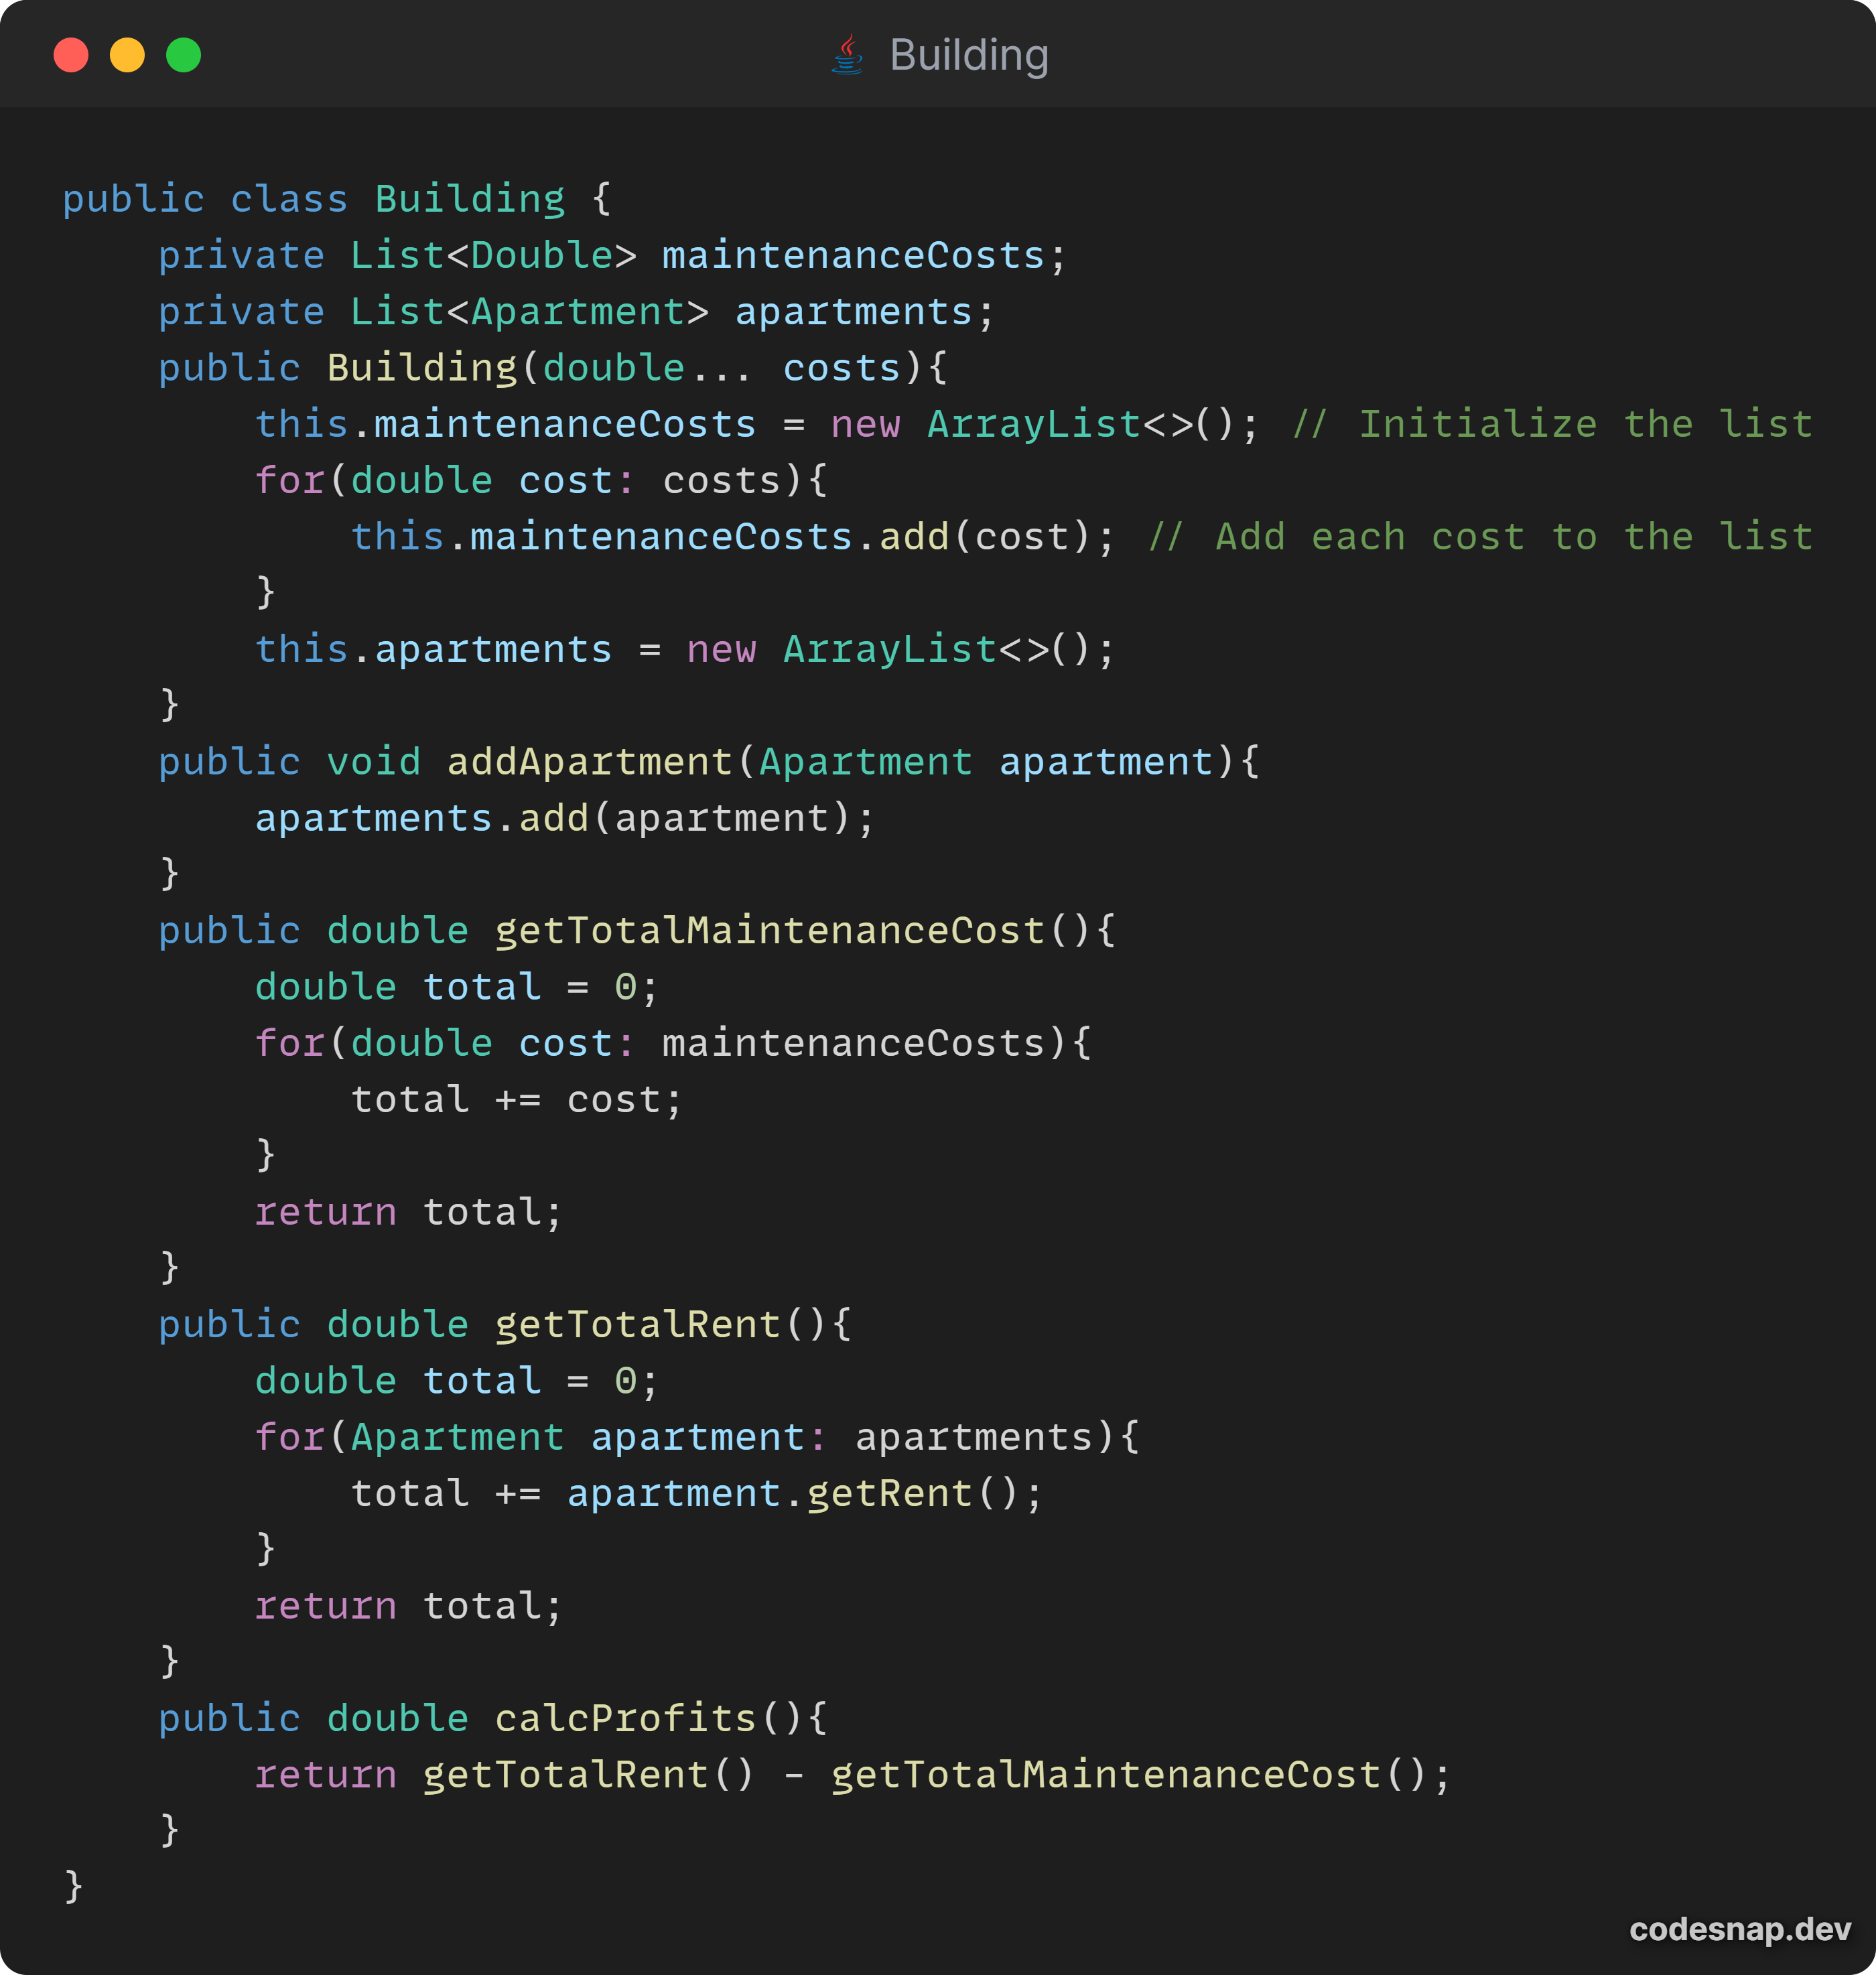 Building
public class Building {
    private List<Double> maintenanceCosts;
    private List<Apartment> apartments;
    public Building(double... costs){
        this.maintenanceCosts = new ArrayList<>(); // Initialize the list
        for(double cost: costs){
            this.maintenanceCosts.add(cost); // Add each cost to the list
        }
        this.apartments = new ArrayList<>();
    }
    public void addApartment(Apartment apartment){
        apartments.add(apartment);
    }
    public double getTotalMaintenanceCost(){
        double total = 0;
        for(double cost: maintenanceCosts){
            total += cost;
        }
        return total;
    }
    public double getTotalRent(){
        double total = 0;
        for(Apartment apartment: apartments){
            total += apartment.getRent();
        }
        return total;
    }
    public double calcProfits(){
        return getTotalRent() - getTotalMaintenanceCost();
    }
}
codesnap.dev